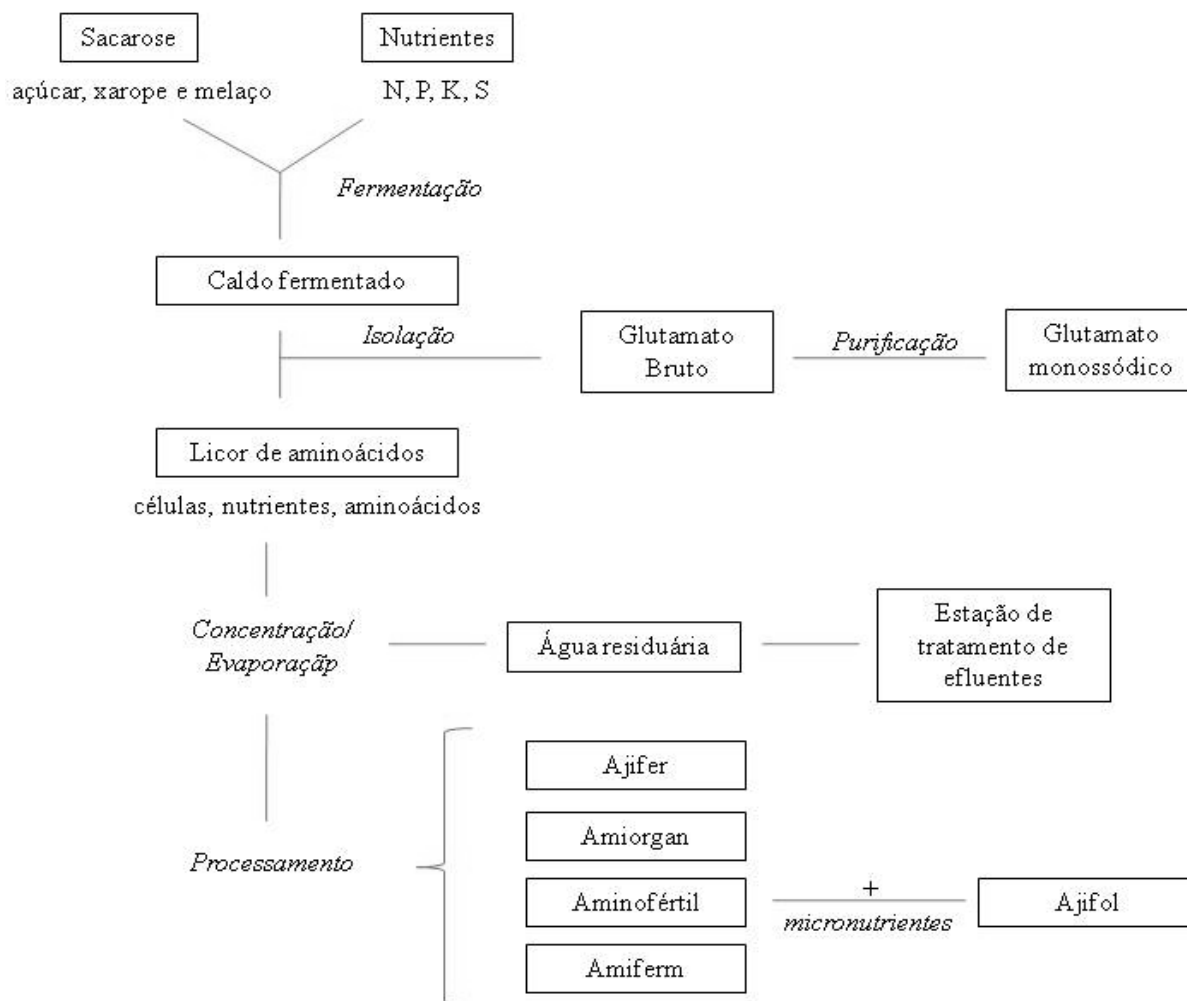 Sacarose
Nutrientes
açúcar, xarope e melaço
N, P, K, S
Fermentação
Caldo fermentado
Isolação
Glutamato
Bruto
Purificação
Glutamato
monossódico
Licor de aminoácidos
células, nutrientes, aminoácidos
Concentração/
Evaporaçãp
Água residuária
Estação de
tratamento de
efluentes
Processamento
Ajifer
Amiorgan
Aminofértil
Amiferm
+
micronutrientes
Ajifol